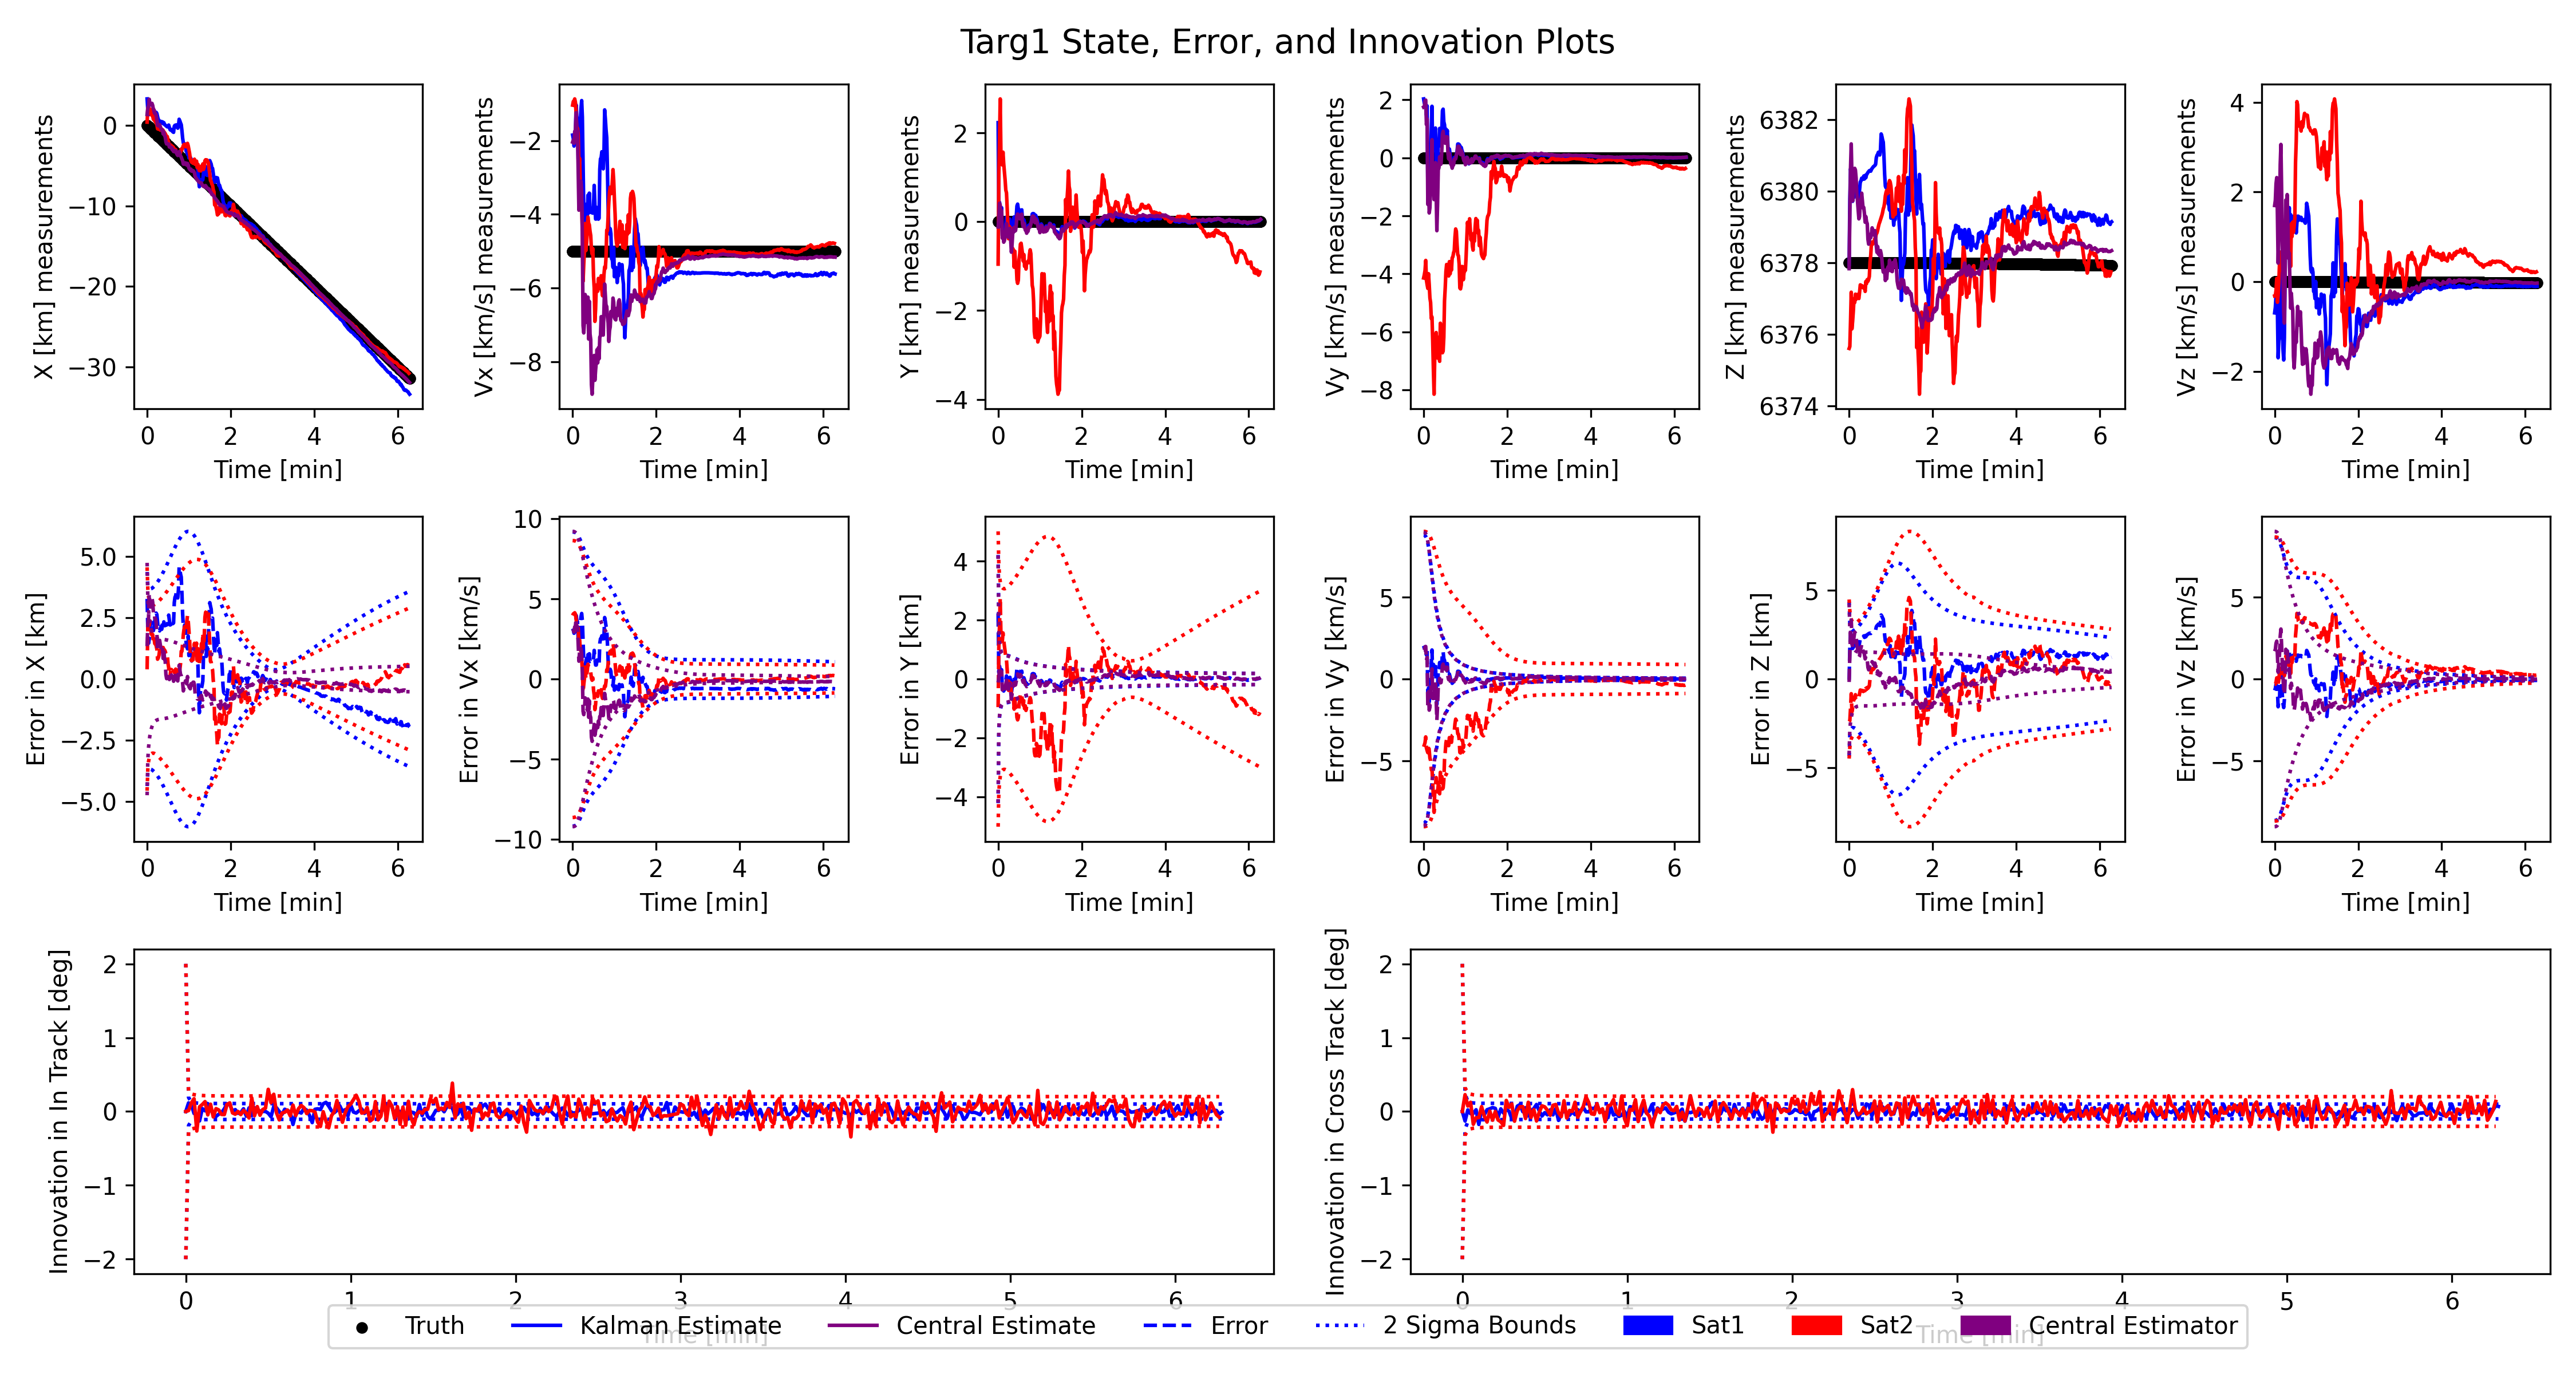 Targ1 State, Error, and Innovation Plots
X [km] measurements
0
−10
−20
−30
0 2 4 6
Time [min]
Vx [km/s] measurements
−2
−4
−6
−8
0 2 4 6
Time [min]
Y [km] measurements
2
0
−2
−4
0 2 4 6
Time [min]
Vy [km/s] measurements
2
0
−2
−4
−6
−8
0 2 4 6
Time [min]
Z [km] measurements
6382
6380
6378
6376
6374
0 2 4 6
Time [min]
Vz [km/s] measurements
4
2
0
−2
0 2 4 6
Time [min]
Error in X [km]
5.0
2.5
0.0
−2.5
−5.0
0 2 4 6
Time [min]
Error in Vx [km/s]
10
5
0
−5
−10
0 2 4 6
Time [min]
Error in Y [km]
4
2
0
−2
−4
0 2 4 6
Time [min]
Error in Vy [km/s]
5
0
−5
0 2 4 6
Time [min]
Error in Z [km]
5
0
−5
0 2 4 6
Time [min]
Error in Vz [km/s]
5
0
−5
0 2 4 6
Time [min]
Innovation in In Track [deg]
2
1
0
−1
−2
0 1 2 3 4 5 6
Time [min]
Innovation in Cross Track [deg]
2
1
0
−1
−2
0 1 2 3 4 5 6
Time [min]
Truth Kalman Estimate Central Estimate Error 2 Sigma Bounds Sat1 Sat2 Central Estimator